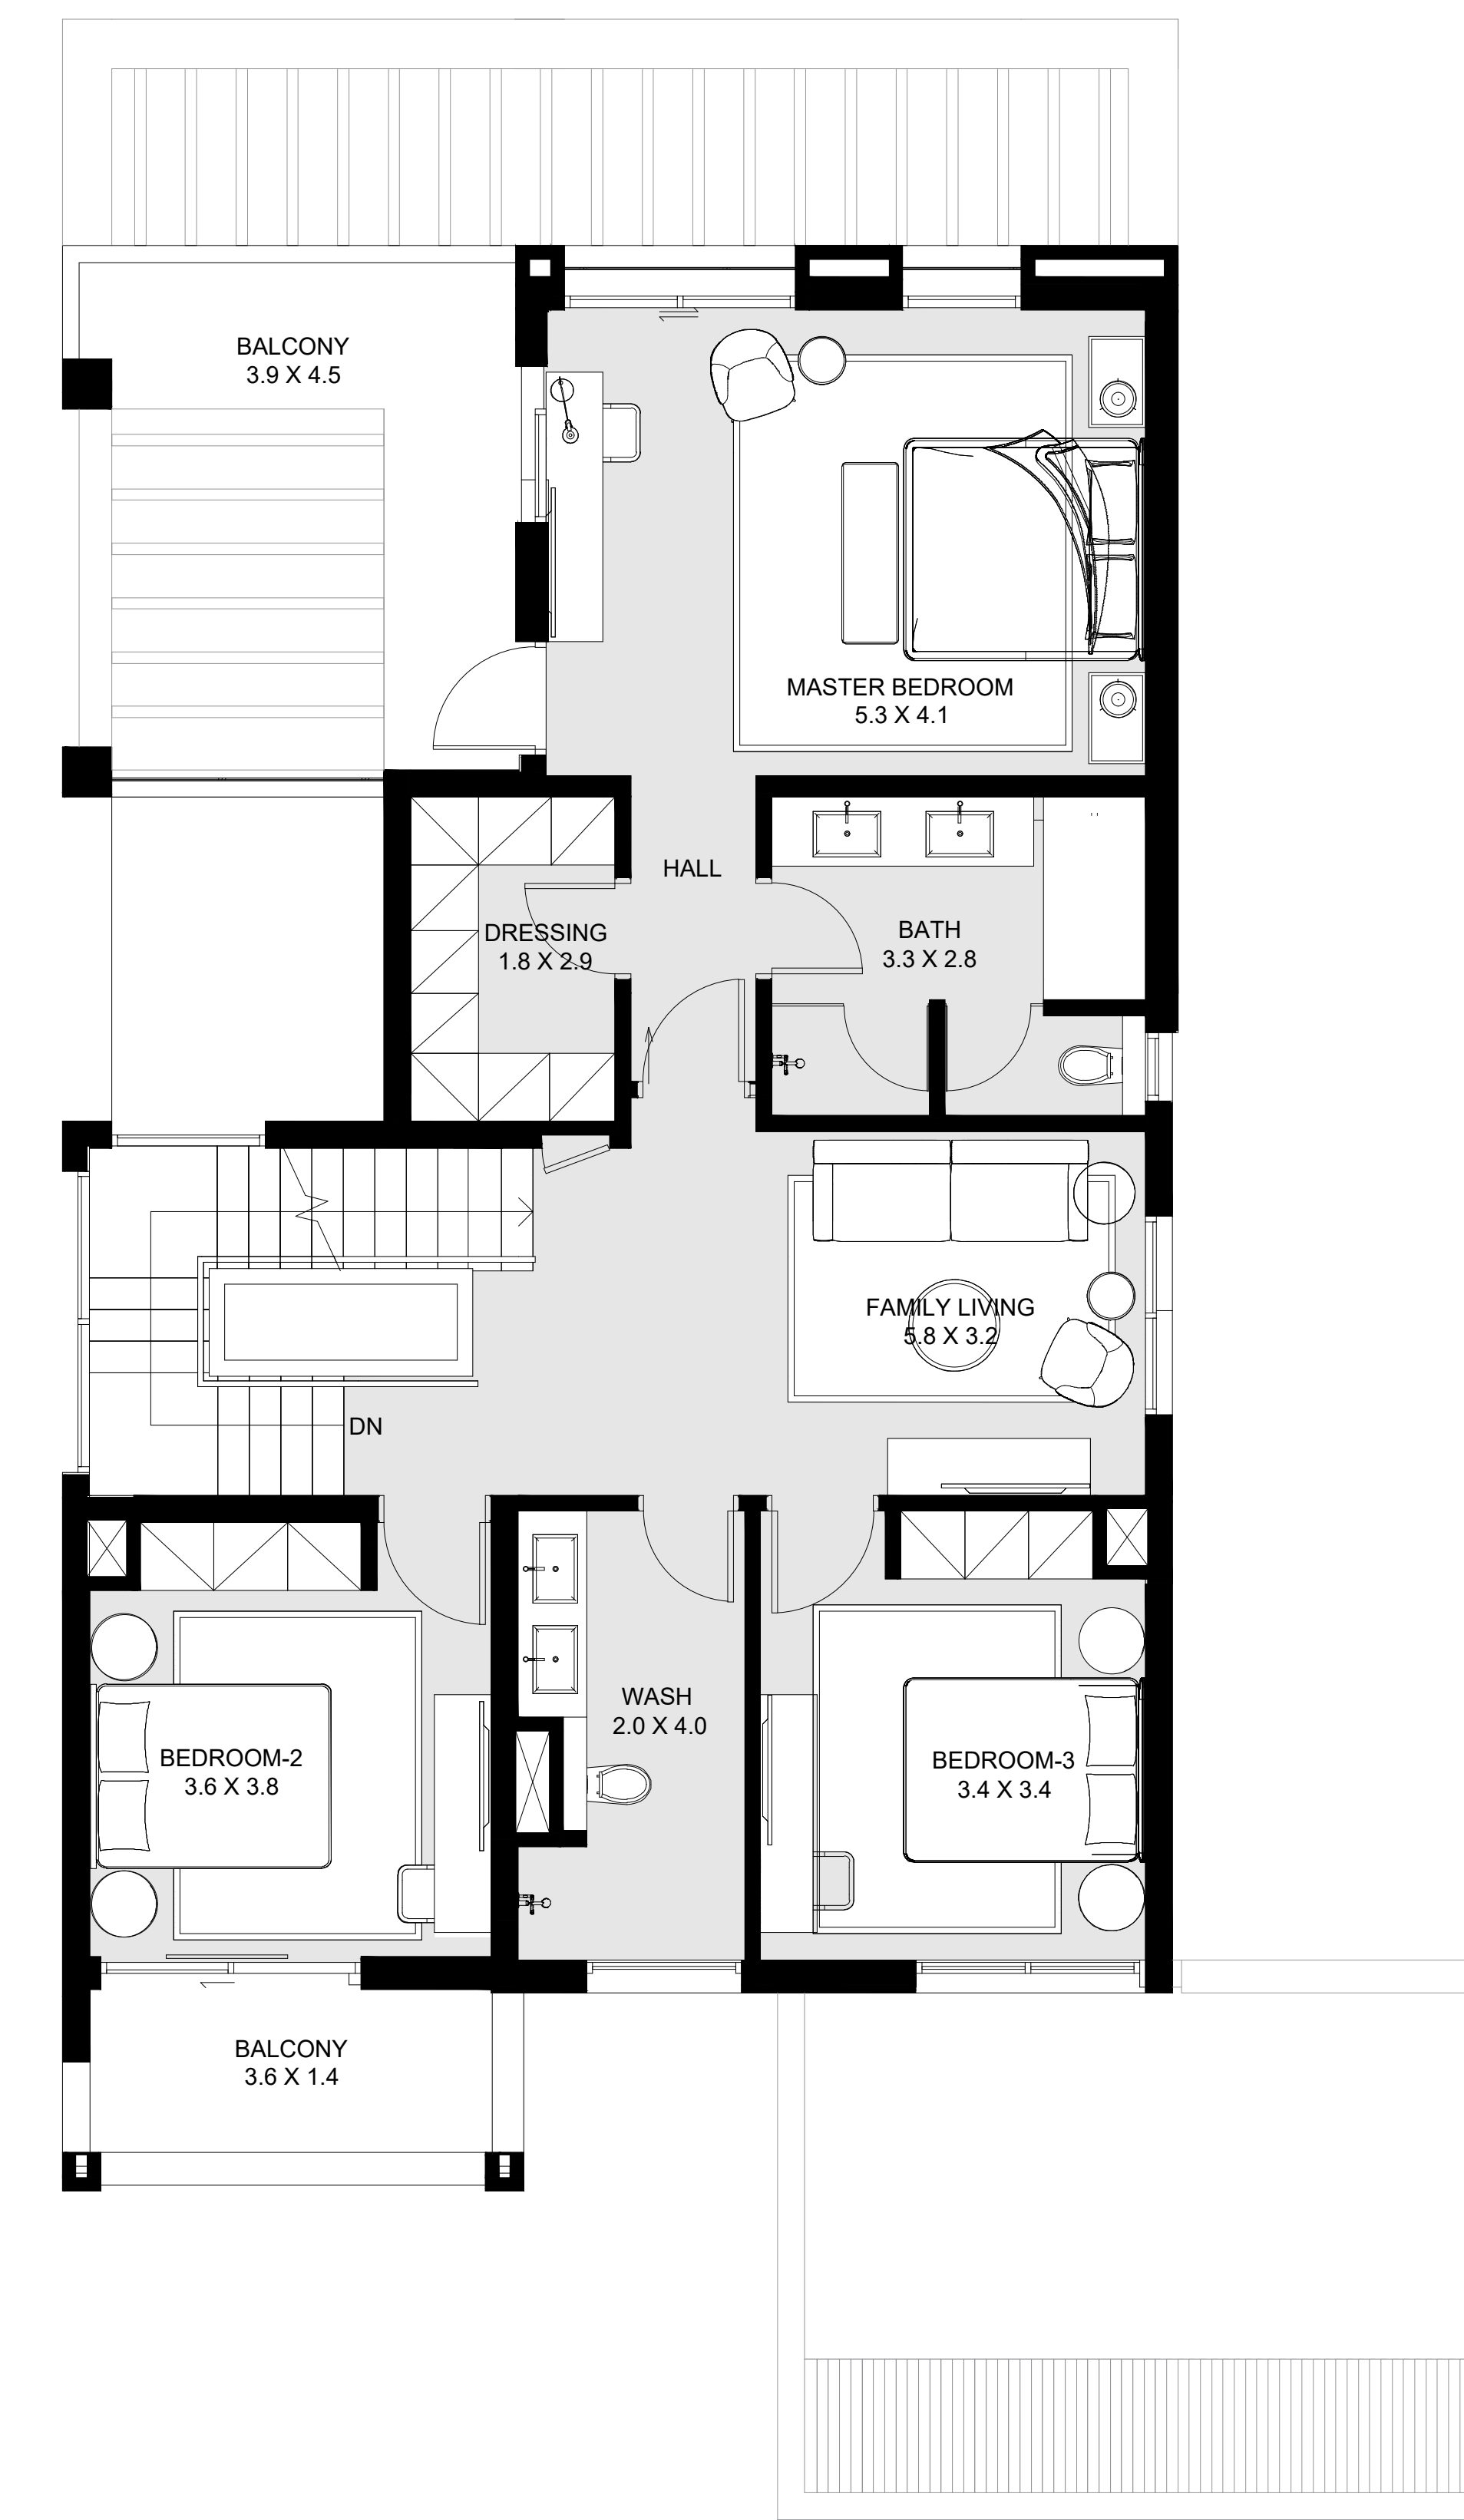 BALCONY
3.9 X 4.5
MASTER BEDROOM
5.3 X 4.1
HALL
DRESSING
1.8 X 2.9
BATH
3.3 X 2.8
FAMILY LIVING
5.8 X 3.2
DN
WASH
2.0 X 4.0
BEDROOM-2
3.6 X 3.8
BEDROOM-3
3.4 X 3.4
BALCONY
3.6 X 1.4